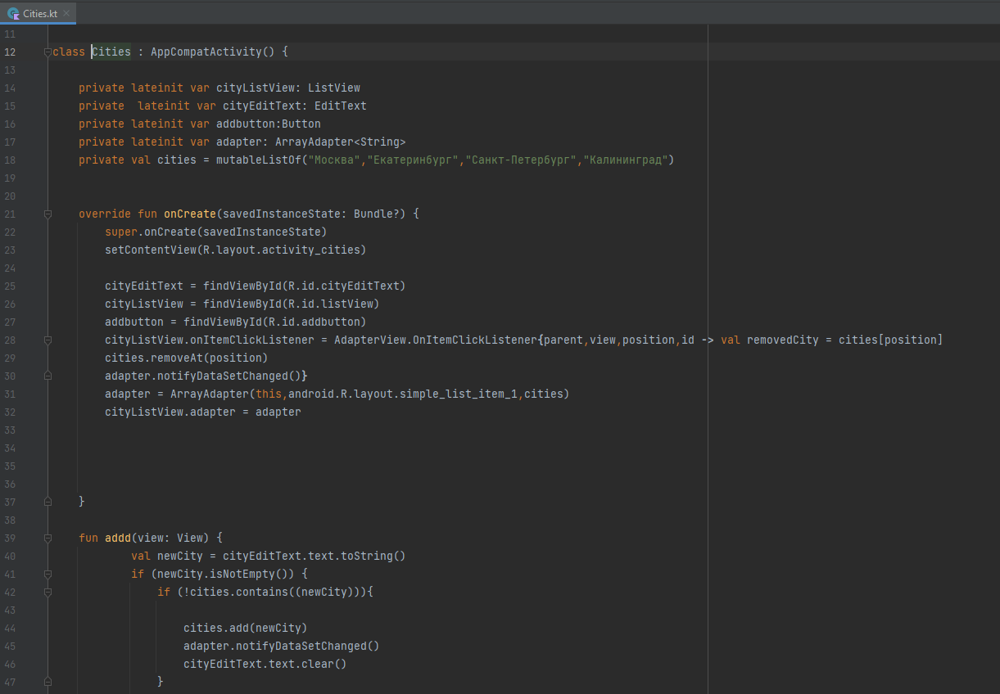 Cities.kt
11
12 class Cities : AppCompatActivity() {
13
14     private lateinit var cityListView: ListView
15     private  lateinit var cityEditText: EditText
16     private lateinit var addbutton:Button
17     private lateinit var adapter: ArrayAdapter<String>
18     private val cities = mutableListOf("Москва","Екатеринбург","Санкт-Петербург","Калининград")
19
20
21     override fun onCreate(savedInstanceState: Bundle?) {
22         super.onCreate(savedInstanceState)
23         setContentView(R.layout.activity_cities)
24
25         cityEditText = findViewById(R.id.cityEditText)
26         cityListView = findViewById(R.id.listView)
27         addbutton = findViewById(R.id.addbutton)
28         cityListView.onItemClickListener = AdapterView.OnItemClickListener{parent,view,position,id -> val removedCity = cities[position]
29         cities.removeAt(position)
30         adapter.notifyDataSetChanged()}
31         adapter = ArrayAdapter(this,android.R.layout.simple_list_item_1,cities)
32         cityListView.adapter = adapter
33
34
35
36
37     }
38
39     fun addd(view: View) {
40             val newCity = cityEditText.text.toString()
41             if (newCity.isNotEmpty()) {
42                 if (!cities.contains((newCity))){
43
44                     cities.add(newCity)
45                     adapter.notifyDataSetChanged()
46                     cityEditText.text.clear()
47                 }